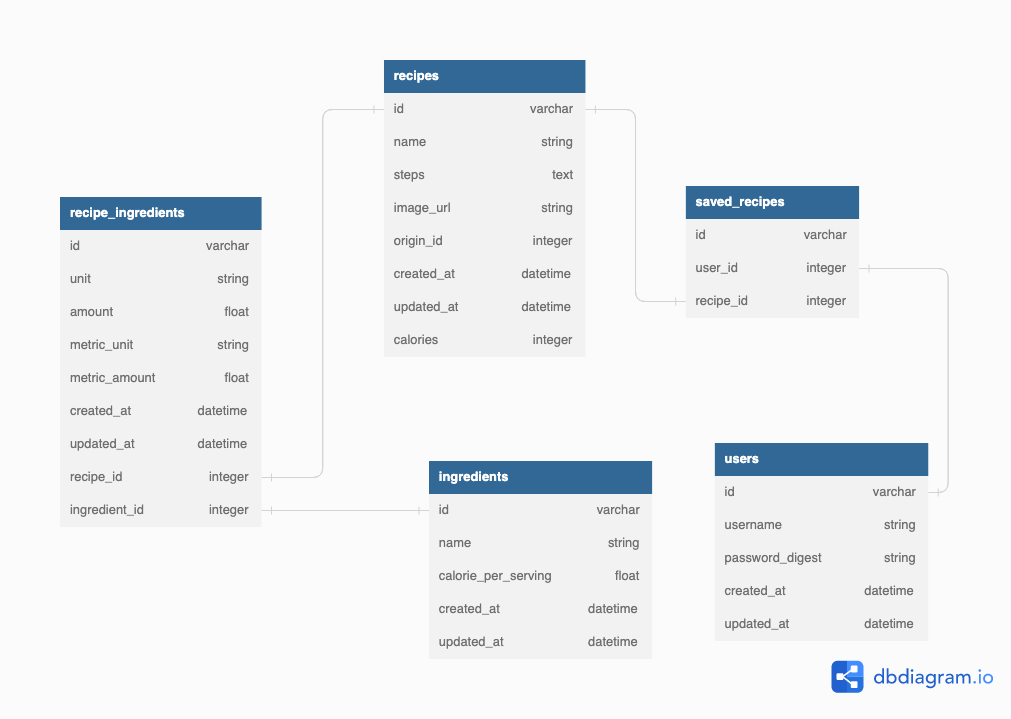 recipes
id varchar
name string
steps text
image_url string
origin_id integer
created_at datetime
updated_at datetime
calories integer
recipe_ingredients
id varchar
unit string
amount float
metric_unit string
metric_amount float
created_at datetime
updated_at datetime
recipe_id integer
ingredient_id integer
saved_recipes
id varchar
user_id integer
recipe_id integer
ingredients
id varchar
name string
calorie_per_serving float
created_at datetime
updated_at datetime
users
id varchar
username string
password_digest string
created_at datetime
updated_at datetime
dbdiagram.io